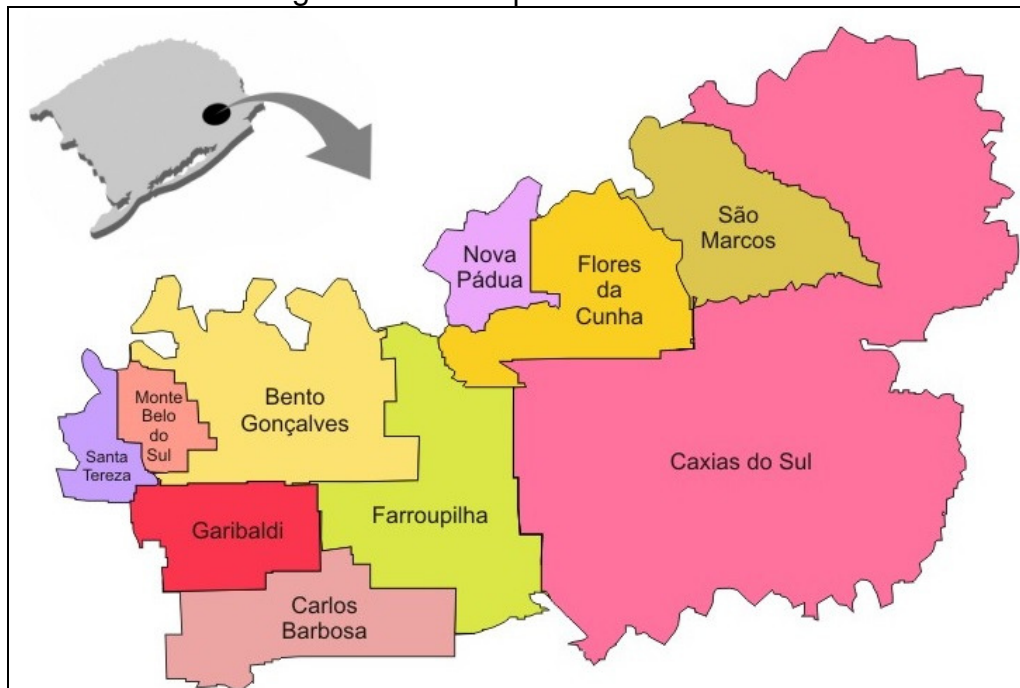 São
Marcos
Nova
Pádua
Flores
da
Cunha
Bento
Gonçalves
Monte
Belo
do
Sul
Santa
Tereza
Caxias do Sul
Farroupilha
Garibaldi
Carlos
Barbosa